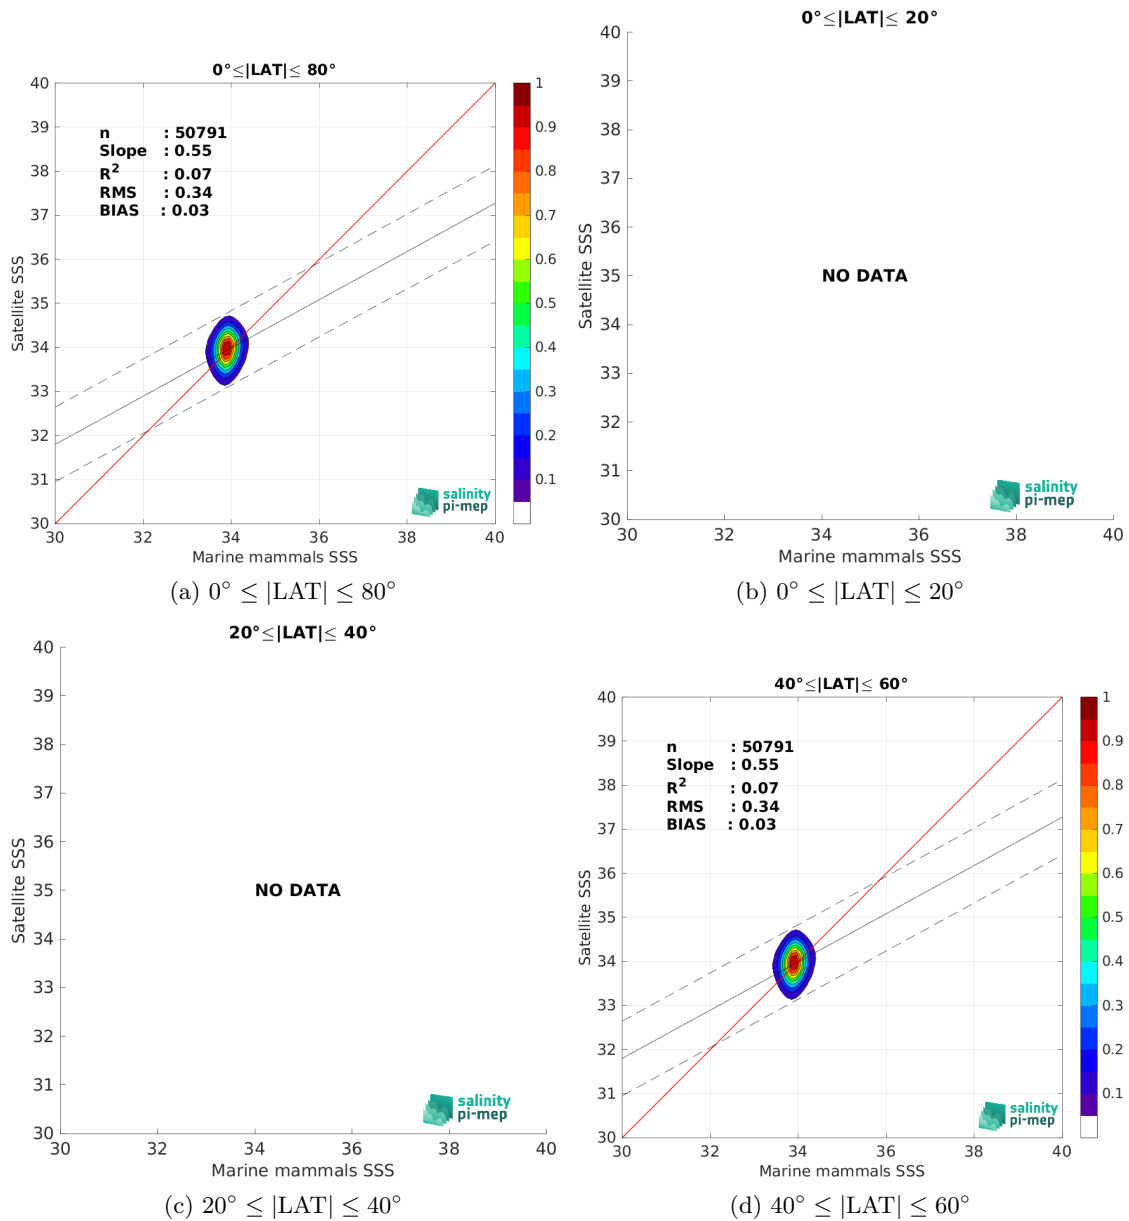 0°≤|LAT|≤ 80°
40
39
38
37
36
35
34
33
32
31
30
Satellite SSS
n : 50791
Slope : 0.55
R² : 0.07
RMS : 0.34
BIAS : 0.03
salinity
pi-mep
30 32 34 36 38 40
Marine mammals SSS
1
0.9
0.8
0.7
0.6
0.5
0.4
0.3
0.2
0.1
(a) 0° ≤ |LAT| ≤ 80°
0°≤|LAT|≤ 20°
40
39
38
37
36
35
34
33
32
31
30
Satellite SSS
NO DATA
salinity
pi-mep
30 32 34 36 38 40
Marine mammals SSS
(b) 0° ≤ |LAT| ≤ 20°
20°≤|LAT|≤ 40°
40
39
38
37
36
35
34
33
32
31
30
Satellite SSS
NO DATA
salinity
pi-mep
30 32 34 36 38 40
Marine mammals SSS
(c) 20° ≤ |LAT| ≤ 40°
40°≤|LAT|≤ 60°
40
39
38
37
36
35
34
33
32
31
30
Satellite SSS
n : 50791
Slope : 0.55
R² : 0.07
RMS : 0.34
BIAS : 0.03
salinity
pi-mep
30 32 34 36 38 40
Marine mammals SSS
1
0.9
0.8
0.7
0.6
0.5
0.4
0.3
0.2
0.1
(d) 40° ≤ |LAT| ≤ 60°